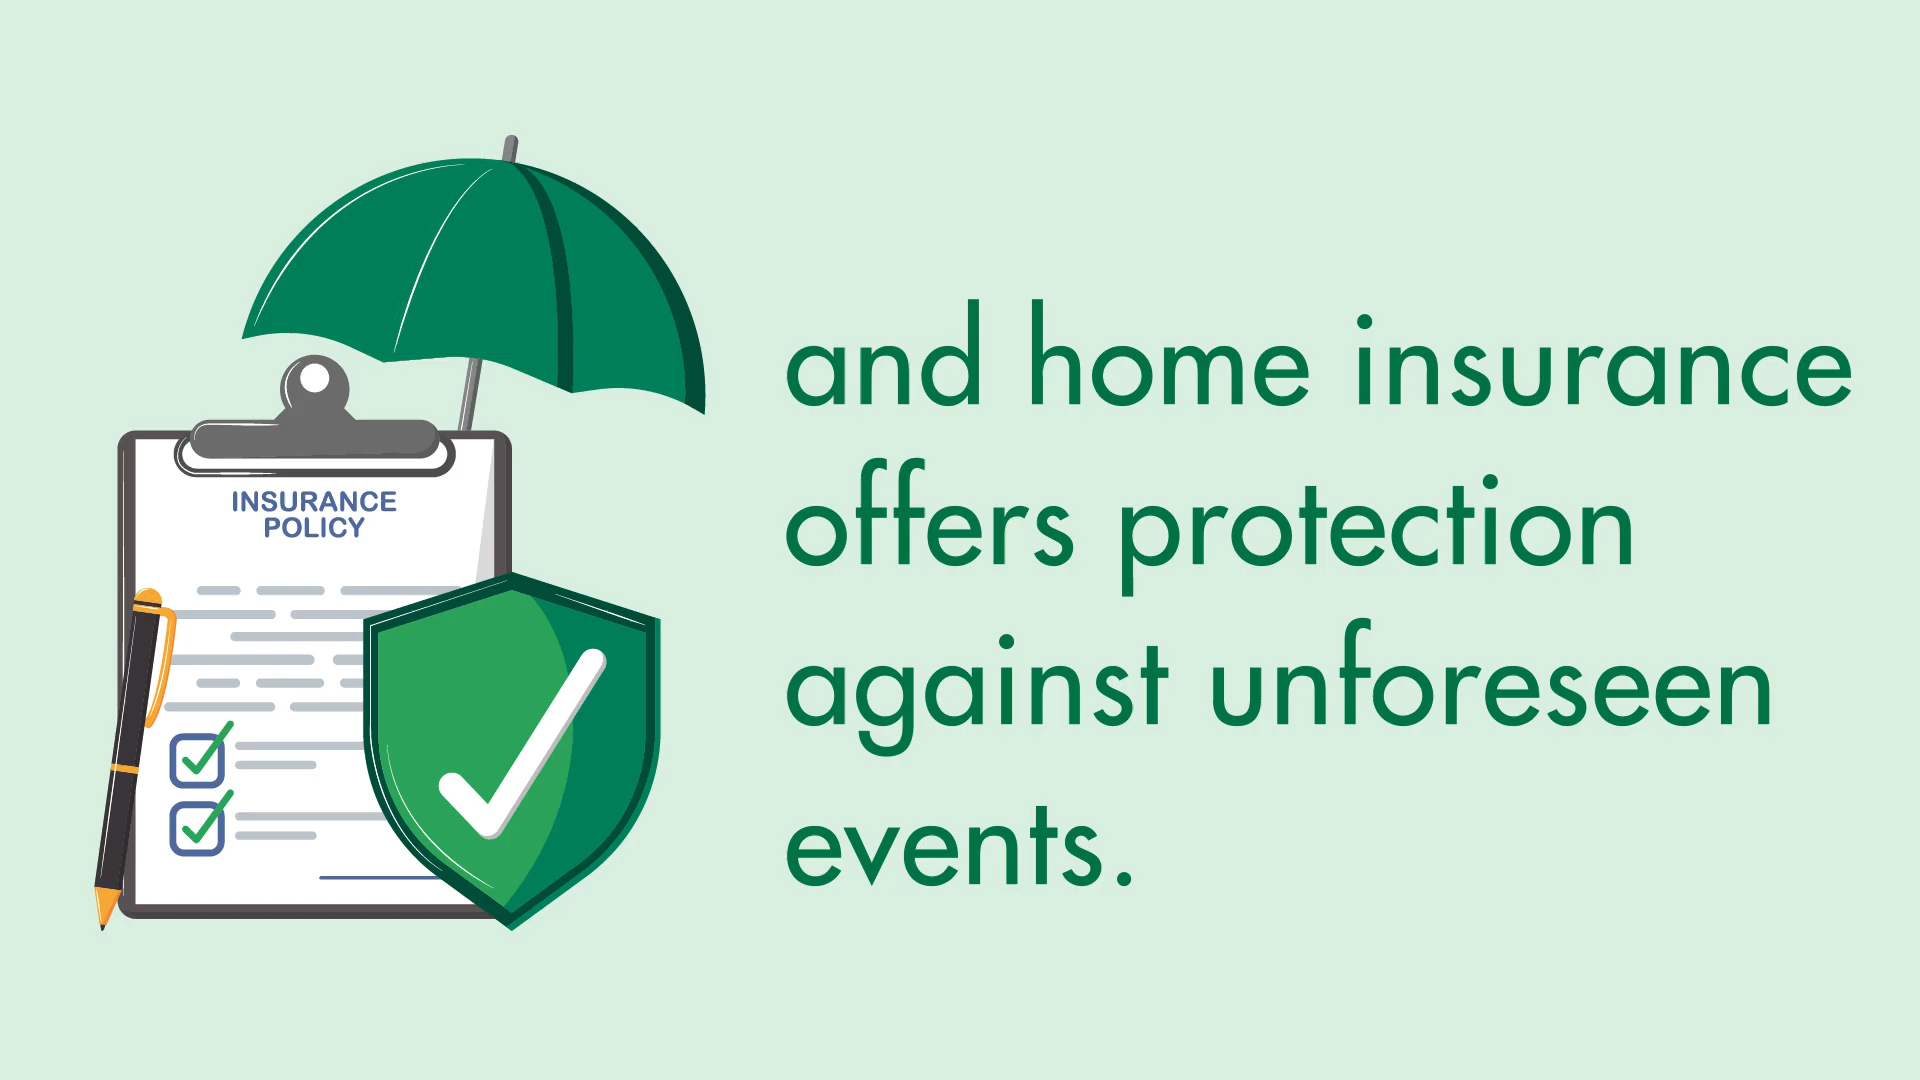 INSURANCE
POLICY
and home insurance
offers protection
against unforeseen
events.